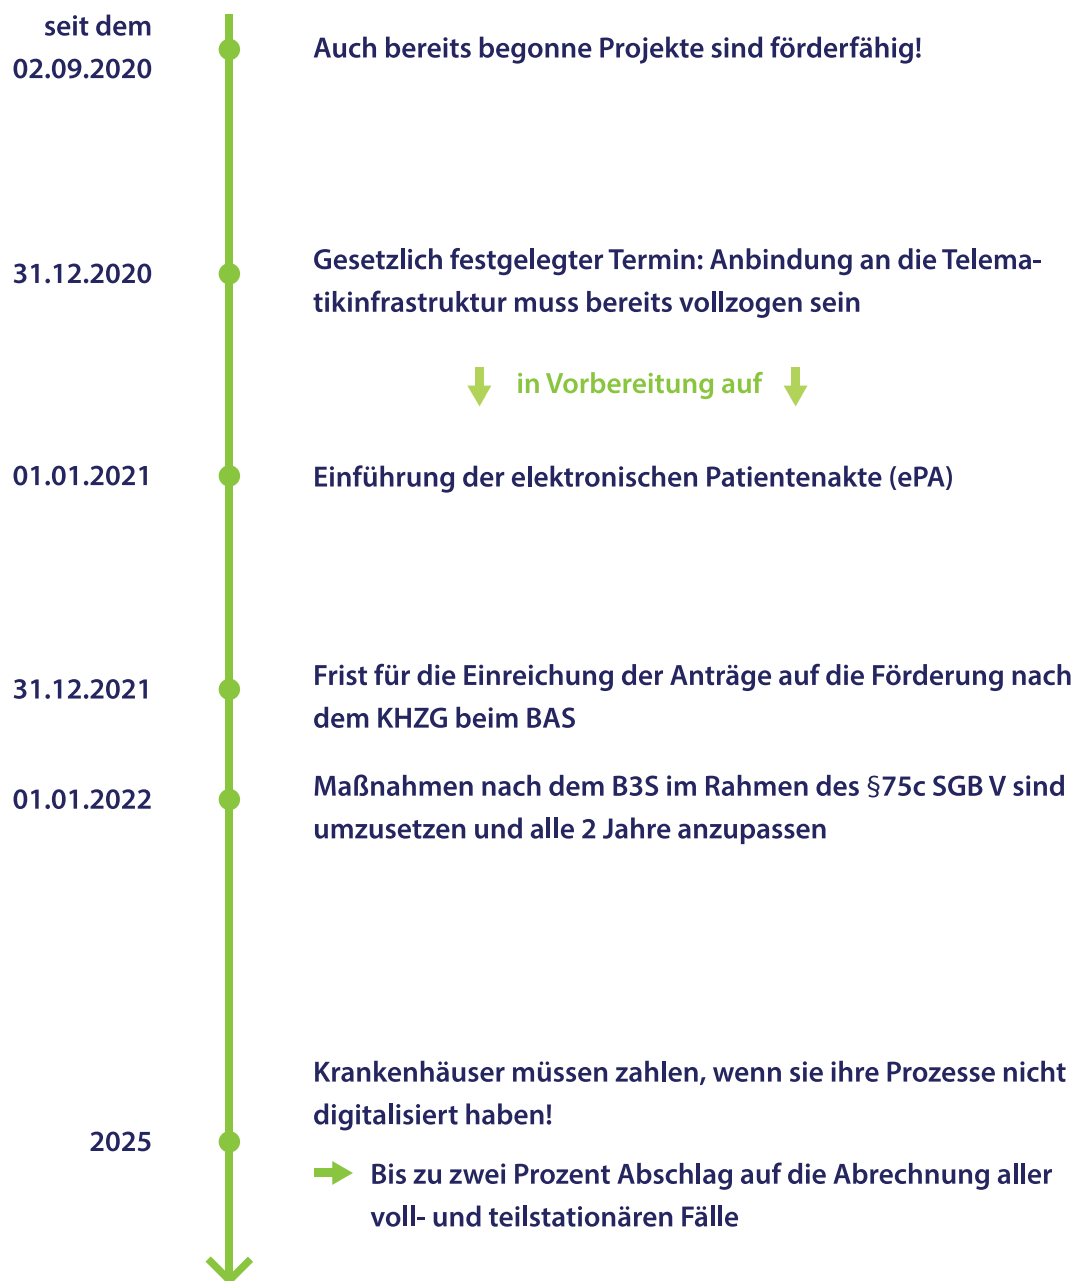 seit dem
02.09.2020
Auch bereits begonne Projekte sind förderfähig!
31.12.2020
Gesetzlich festgelegter Termin: Anbindung an die Telema-
tikinfrastruktur muss bereits vollzogen sein
in Vorbereitung auf
01.01.2021
Einführung der elektronischen Patientenakte (ePA)
31.12.2021
Frist für die Einreichung der Anträge auf die Förderung nach
dem KHZG beim BAS
01.01.2022
Maßnahmen nach dem B3S im Rahmen des §75c SGB V sind
umzusetzen und alle 2 Jahre anzupassen
2025
Krankenhäuser müssen zahlen, wenn sie ihre Prozesse nicht
digitalisiert haben!
Bis zu zwei Prozent Abschlag auf die Abrechnung aller
voll- und teilstationären Fälle